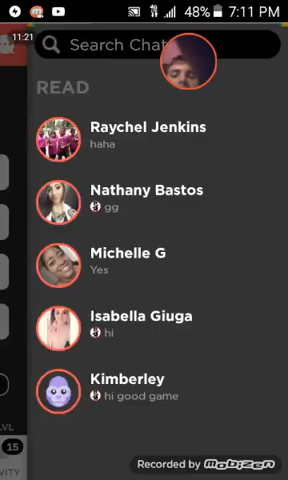 48% 7:11 PM
11:21
Search Chat
READ
Raychel Jenkins
haha
Nathany Bastos
gg
Michelle G
Yes
Isabella Giuga
hi
Kimberley
hi good game
LVL
15
VITY
Recorded by Mobizen